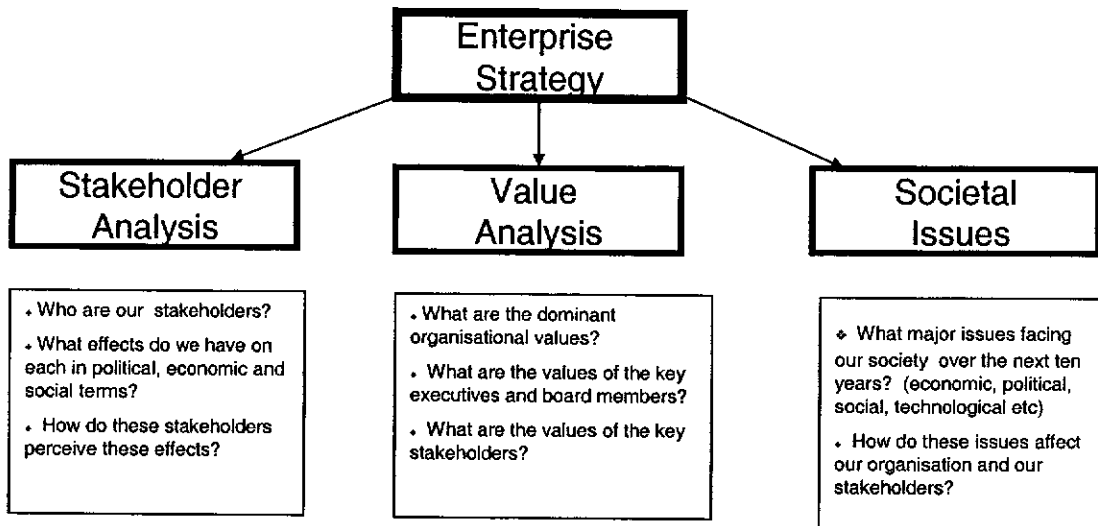 Enterprise
Strategy
Stakeholder
Analysis
Value
Analysis
Societal
Issues
• Who are our stakeholders?
• What effects do we have on
each in political, economic and
social terms?
• How do these stakeholders
perceive these effects?
• What are the dominant
organisational values?
• What are the values of the key
executives and board members?
• What are the values of the key
stakeholders?
❖ What major issues facing
our society over the next ten
years? (economic, political,
social, technological etc)
• How do these issues affect
our organisation and our
stakeholders?